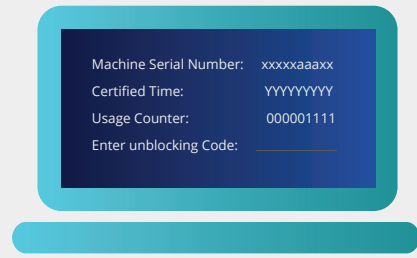 Machine Serial Number: xxxxxaaaxx
Certified Time: YYYYYYYYY
Usage Counter: 000001111
Enter unblocking Code: